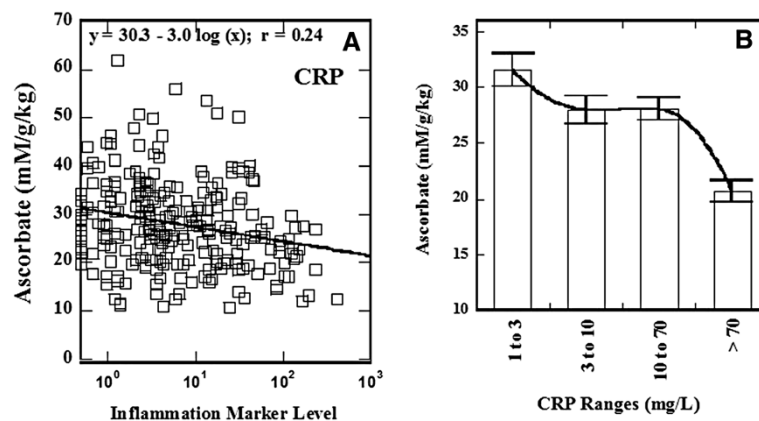 y = 30.3 - 3.0 log (x); r = 0.24
A
CRP
Ascorbate (mM/g/kg)
70
60
50
40
30
20
10
0
10^0
10^1
10^2
10^3
Inflammation Marker Level
B
Ascorbate (mM/g/kg)
35
30
25
20
15
10
1 to 3
3 to 10
10 to 70
> 70
CRP Ranges (mg/L)